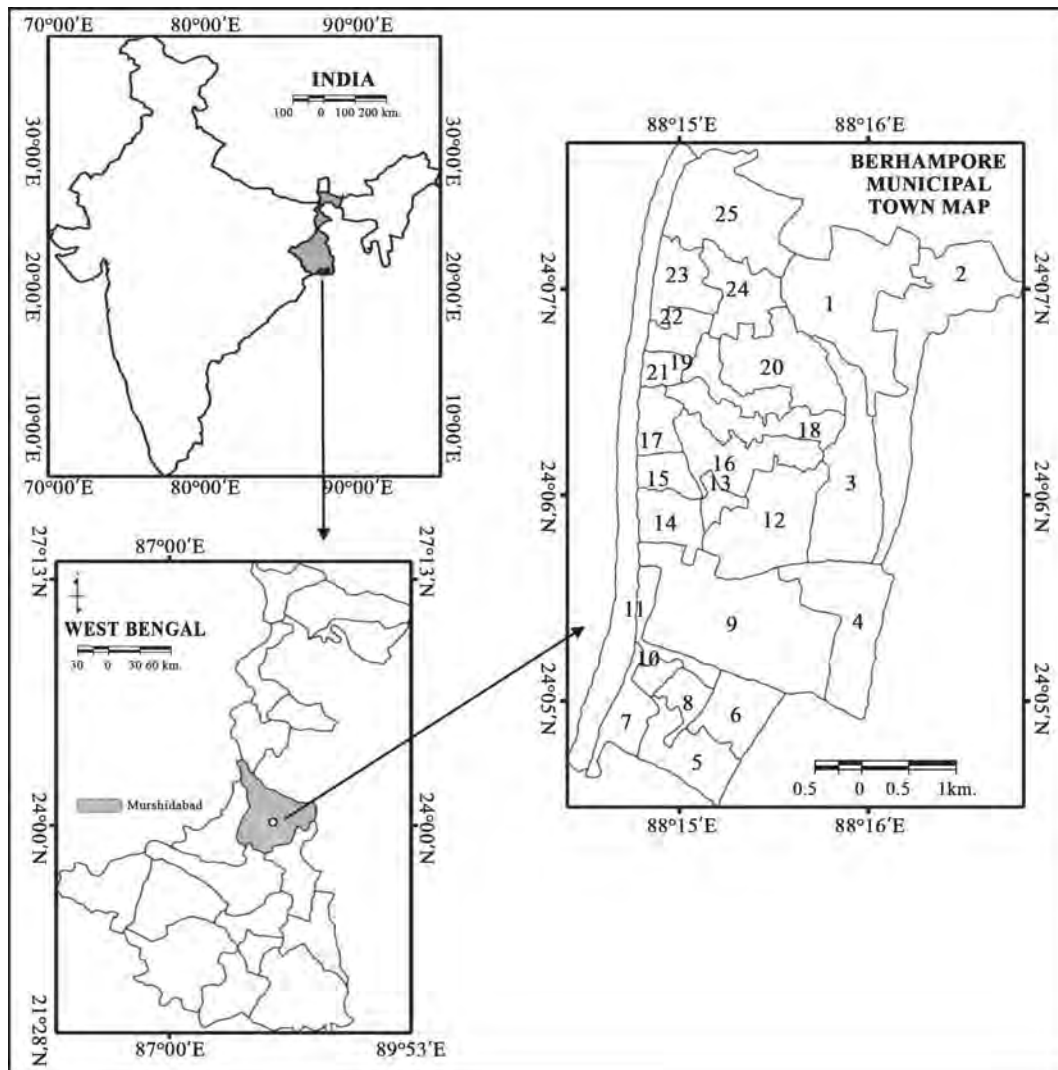 70°00'E 80°00'E 90°00'E
INDIA
100 0 100 200 km.
30°00'E
20°00'E
10°00'E
30°00'E
20°00'E
10°00'E
70°00'E 80°00'E 90°00'E
87°00'E
27°13'N
24°00'N
21°28'N
WEST BENGAL
30 0 30 60 km.
Murshidabad
27°13'N
24°00'N
87°00'E 89°53'E
88°15'E 88°16'E
BERHAMPORE
MUNICIPAL
TOWN MAP
24°07'N
24°06'N
24°05'N
25
2
23
24
1
22
19
20
21
18
17
16
15
13
3
14
12
11
9
4
10
8
7
6
5
24°07'N
24°06'N
24°05'N
0.5 0 0.5 1km.
88°15'E 88°16'E